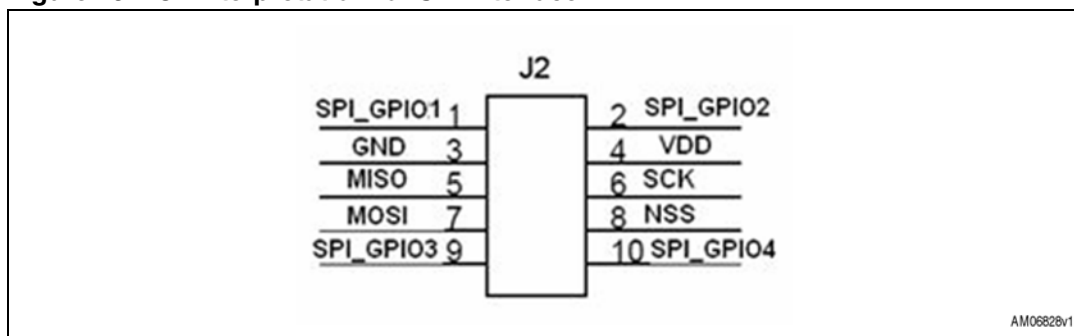 J2
SPI_GPIO1 1 2 SPI_GPIO2
GND 3 4 VDD
MISO 5 6 SCK
MOSI 7 8 NSS
SPI_GPIO3 9 10 SPI_GPIO4
AM06828v1